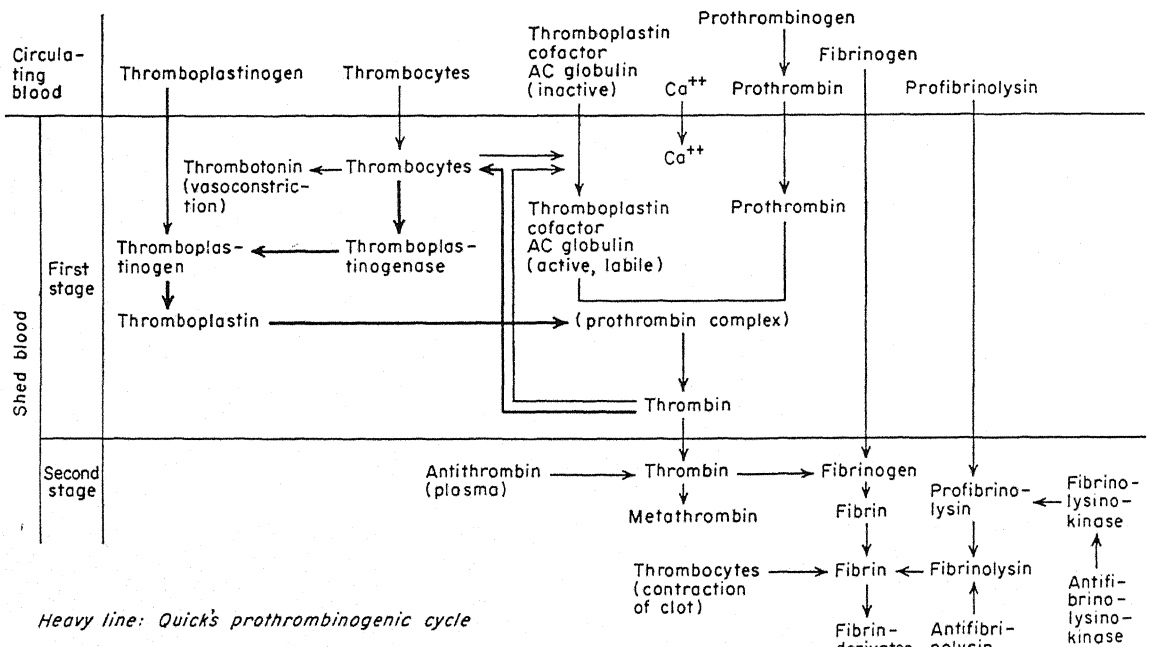 Prothrombinogen
Circula-
ting
blood
Thromboplastinogen
Thrombocytes
Thromboplastin
cofactor
AC globulin
(inactive)
Ca++
Prothrombin
Fibrinogen
Profibrinolysin
Shed blood
First
stage
Thrombotonin
(vasoconstric-
tion)
Thrombocytes
Ca++
Thromboplas-
tinogen
Thromboplas-
tinogenase
Thromboplastin
cofactor
AC globulin
(active, labile)
Prothrombin
Thromboplastin
(prothrombin complex)
Thrombin
Second
stage
Antithrombin
(plasma)
Thrombin
Fibrinogen
Profibrino-
lysin
Fibrino-
lysino-
kinase
Metathrombin
Fibrin
Thrombocytes
(contraction
of clot)
Fibrin
Fibrinolysin
Antifi-
brino-
lysino-
kinase
Heavy line: Quick's prothrombinogenic cycle
Fibrin-
Antifibri-